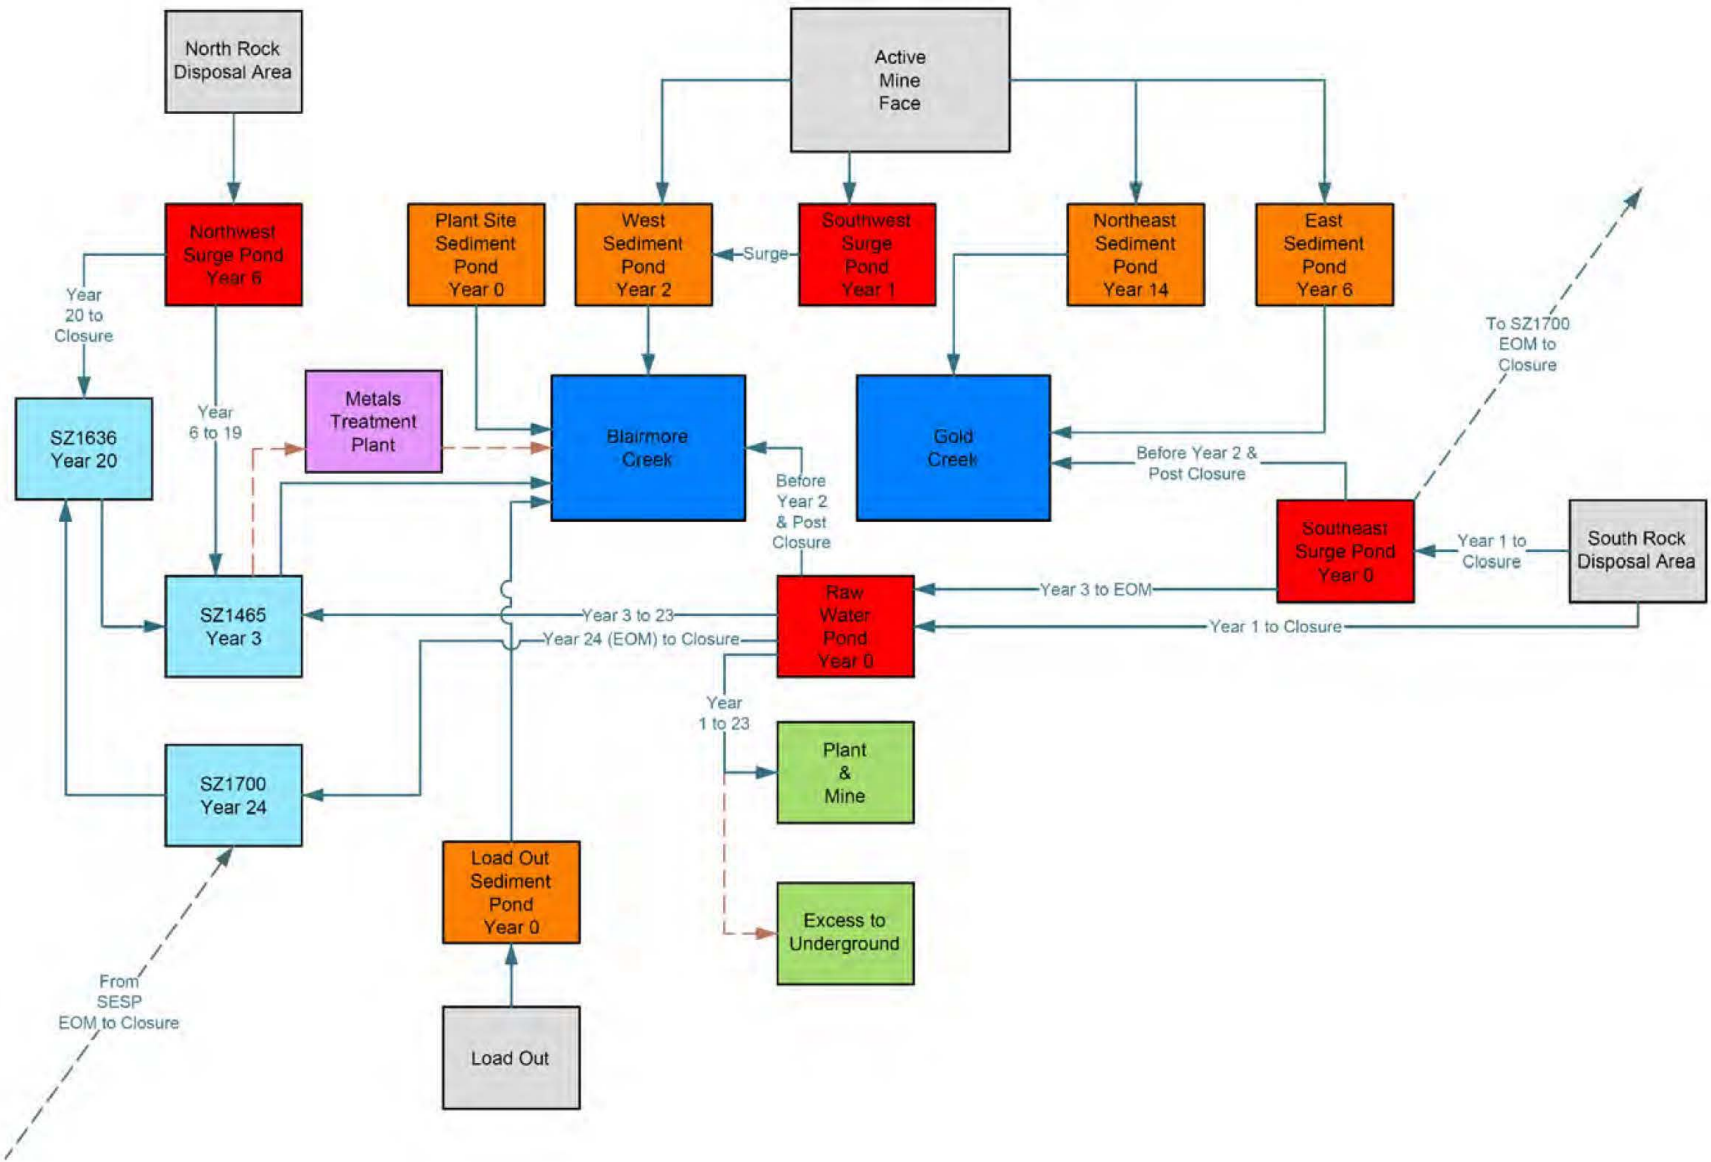 North Rock
Disposal Area
Active
Mine
Face
Northwest
Surge Pond
Year 6
Plant Site
Sediment
Pond
Year 0
West
Sediment
Pond
Year 2
Surge
Southwest
Surge
Pond
Year 1
Northeast
Sediment
Pond
Year 14
East
Sediment
Pond
Year 6
Year
20 to
Closure
To SZ1700
EOM to
Closure
Year
6 to 19
Metals
Treatment
Plant
Blairmore
Creek
Gold
Creek
SZ1636
Year 20
Before Year 2 &
Post Closure
Before
Year 2
& Post
Closure
Southeast
Surge Pond
Year 0
Year 1 to
Closure
South Rock
Disposal Area
SZ1465
Year 3
Year 3 to 23
Year 24 (EOM) to Closure
Raw
Water
Pond
Year 0
Year 3 to EOM
Year 1 to Closure
Year
1 to 23
Plant
&
Mine
SZ1700
Year 24
Load Out
Sediment
Pond
Year 0
Excess to
Underground
From
SESP
EOM to Closure
Load Out